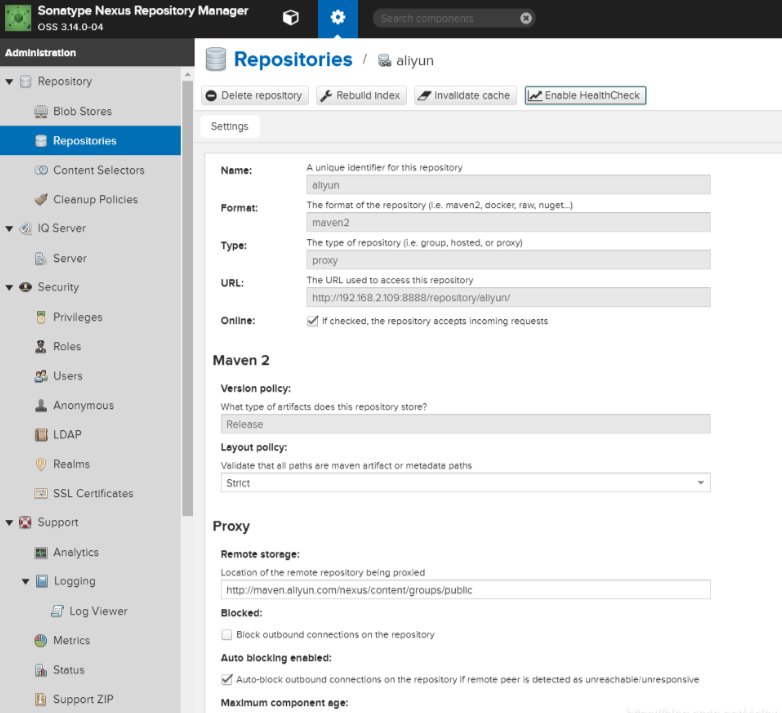 Sonatype Nexus Repository Manager
OSS 3.14.0-04
Search components
Administration
Repository
Blob Stores
Repositories
Content Selectors
Cleanup Policies
IQ Server
Server
Security
Privileges
Roles
Users
Anonymous
LDAP
Realms
SSL Certificates
Support
Analytics
Logging
Log Viewer
Metrics
Status
Support ZIP
Repositories / aliyun
Delete repository
Rebuild Index
Invalidate cache
Enable HealthCheck
Settings
Name: A unique identifier for this repository
aliyun
Format: The format of the repository (i.e. maven2, docker, raw, nuget...)
maven2
Type: The type of repository (i.e. group, hosted, or proxy)
proxy
URL: The URL used to access this repository
http://192.168.2.109:8888/repository/aliyun/
Online: If checked, the repository accepts incoming requests
Maven 2
Version policy:
What type of artifacts does this repository store?
Release
Layout policy:
Validate that all paths are maven artifact or metadata paths
Strict
Proxy
Remote storage:
Location of the remote repository being proxied
http://maven.aliyun.com/nexus/content/groups/public
Blocked:
Block outbound connections on the repository
Auto blocking enabled:
Auto-block outbound connections on the repository if remote peer is detected as unreachable/unresponsive
Maximum component age: